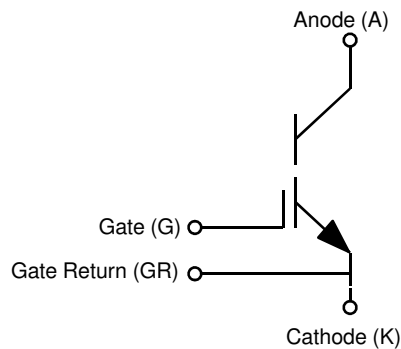 Anode (A)
Gate (G)
Gate Return (GR)
Cathode (K)